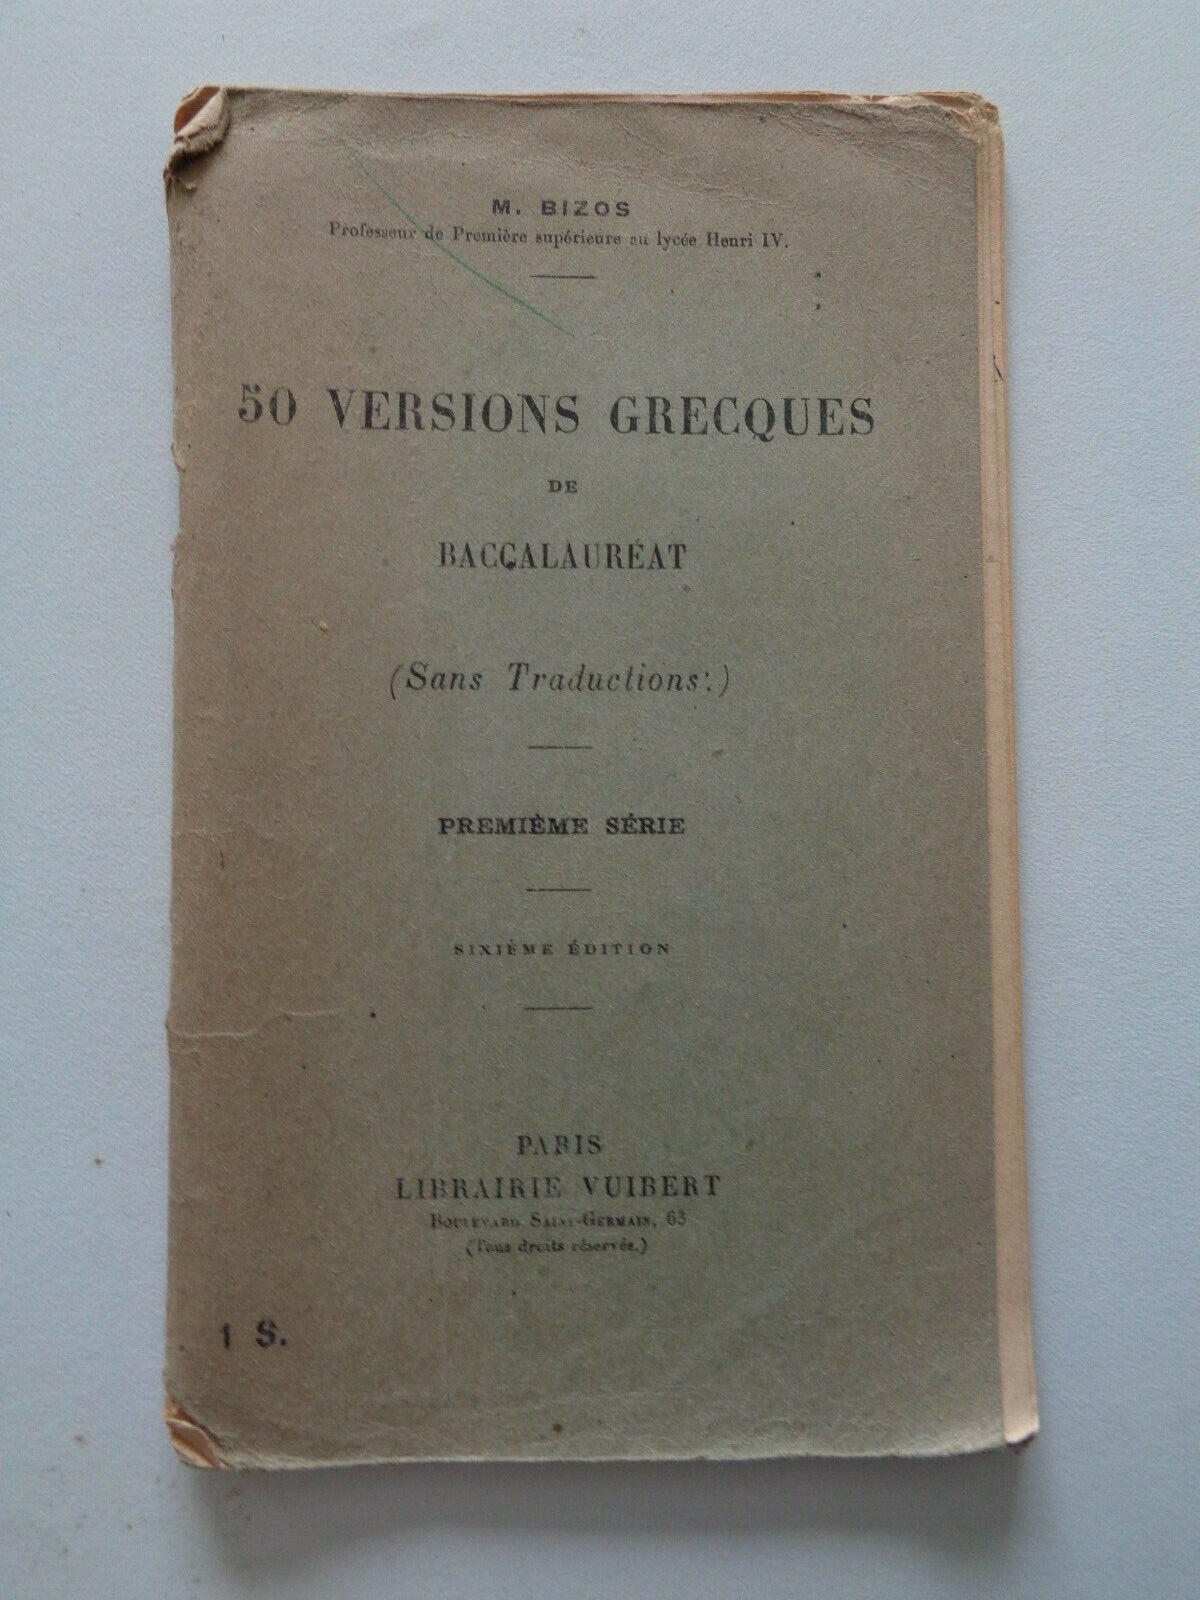 M. BIZOS
Professeur de Première supérieure au lycée Henri IV.
50 VERSIONS GRECQUES
DE
BACCALAURÉAT
(Sans Traductions.)
PREMIÈME SÉRIE
SIXIÈME ÉDITION
PARIS
LIBRAIRIE VUIBERT
BOULEVARD SAINT-GERMAIN, 63
(Tous droits réservés.)
1 S.